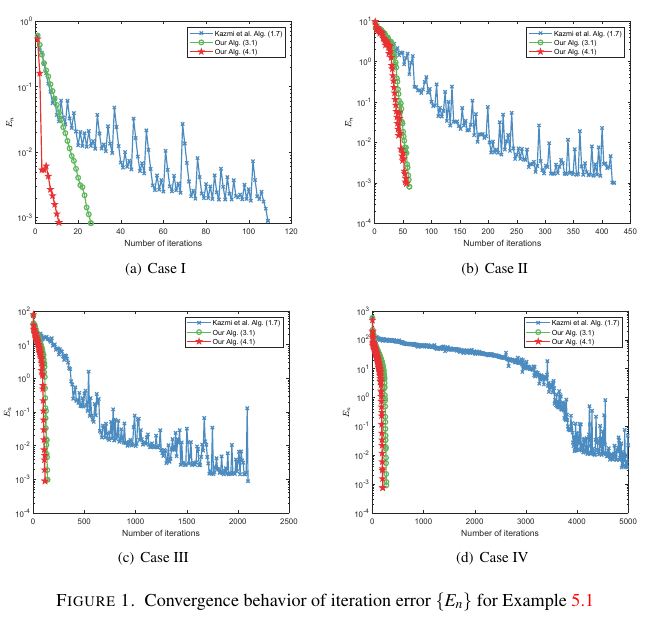 10^0
10^-1
10^-2
10^-3
E_n
0 20 40 60 80 100 120
Number of iterations
Kazmi et al. Alg. (1.7)
Our Alg. (3.1)
Our Alg. (4.1)
(a) Case I
10^1
10^0
10^-1
10^-2
10^-3
10^-4
E_n
0 50 100 150 200 250 300 350 400 450
Number of iterations
Kazmi et al. Alg. (1.7)
Our Alg. (3.1)
Our Alg. (4.1)
(b) Case II
10^2
10^1
10^0
10^-1
10^-2
10^-3
10^-4
E_n
0 500 1000 1500 2000 2500
Number of iterations
Kazmi et al. Alg. (1.7)
Our Alg. (3.1)
Our Alg. (4.1)
(c) Case III
10^3
10^2
10^1
10^0
10^-1
10^-2
10^-3
10^-4
E_n
0 1000 2000 3000 4000 5000
Number of iterations
Kazmi et al. Alg. (1.7)
Our Alg. (3.1)
Our Alg. (4.1)
(d) Case IV
FIGURE 1. Convergence behavior of iteration error {E_n} for Example 5.1